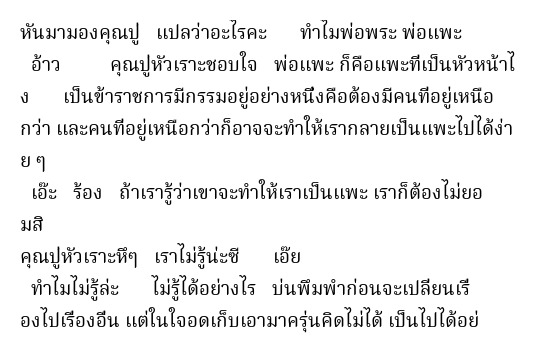 หันมามองคุณปู่ แปลว่าอะไรคะ ทำไมพ่อพระ พ่อแพะ
อ้าว คุณปู่หัวเราะชอบใจ พ่อแพะ ก็คือแพะที่เป็นหัวหน้าไ
ง เป็นข้าราชการมีกรรมอยู่อย่างหนึ่งคือต้องมีคนที่อยู่เหนือ
กว่า และคนที่อยู่เหนือกว่าก็อาจจะทำให้เรากลายเป็นแพะไปได้ง่า
ย ๆ
เอ๊ะ ร้อง ถ้าเรารู้ว่าเขาจะทำให้เราเป็นแพะ เราก็ต้องไม่ยอ
มสิ
คุณปู่หัวเราะหึๆ เราไม่รู้น่ะซี เอ๊ย
ทำไมไม่รู้ล่ะ ไม่รู้ได้อย่างไร บ่นพึมพำก่อนจะเปลี่ยนเรื่
องไปเรื่องอื่น แต่ในใจอดเก็บเอามาครุ่นคิดไม่ได้ เป็นไปได้อย่